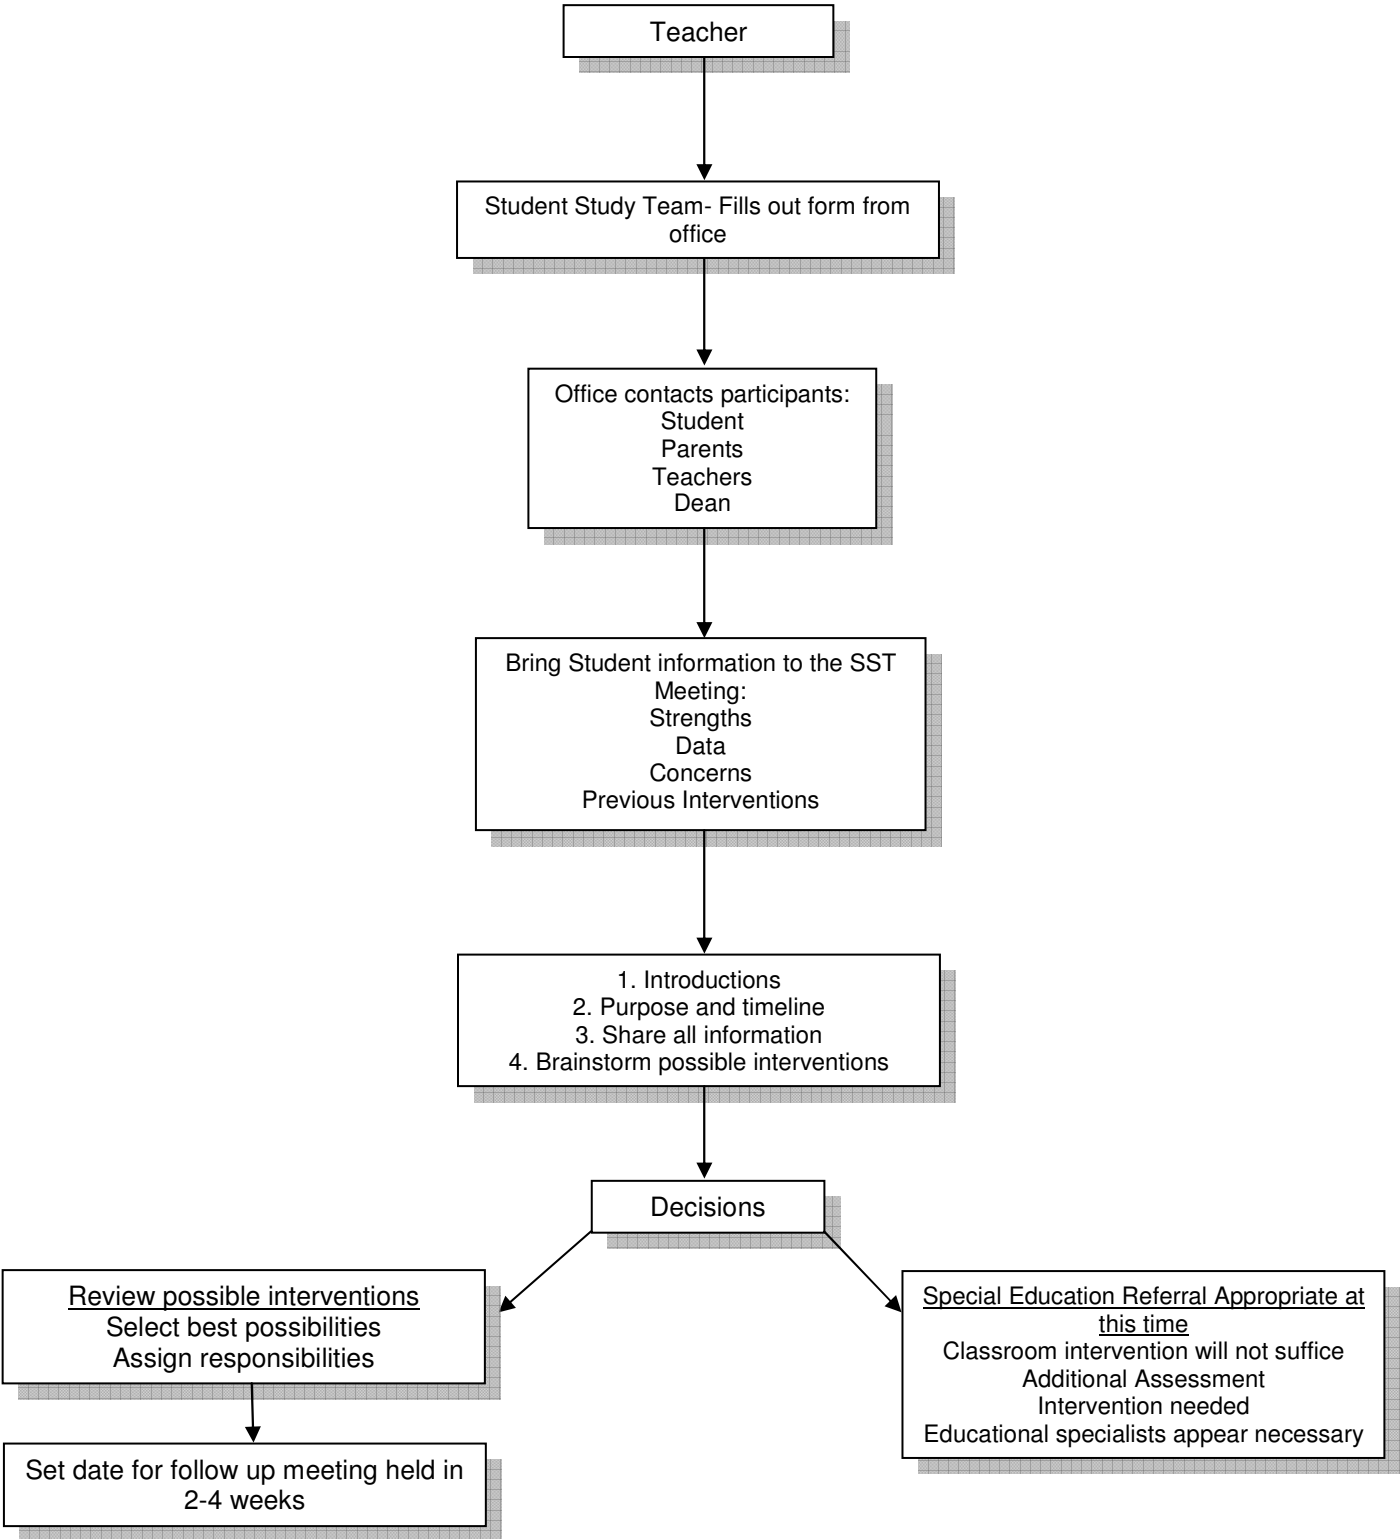 Teacher
Student Study Team- Fills out form from
office
Office contacts participants:
Student
Parents
Teachers
Dean
Bring Student information to the SST
Meeting:
Strengths
Data
Concerns
Previous Interventions
1. Introductions
2. Purpose and timeline
3. Share all information
4. Brainstorm possible interventions
Decisions
Review possible interventions
Select best possibilities
Assign responsibilities
Set date for follow up meeting held in
2-4 weeks
Special Education Referral Appropriate at
this time
Classroom intervention will not suffice
Additional Assessment
Intervention needed
Educational specialists appear necessary